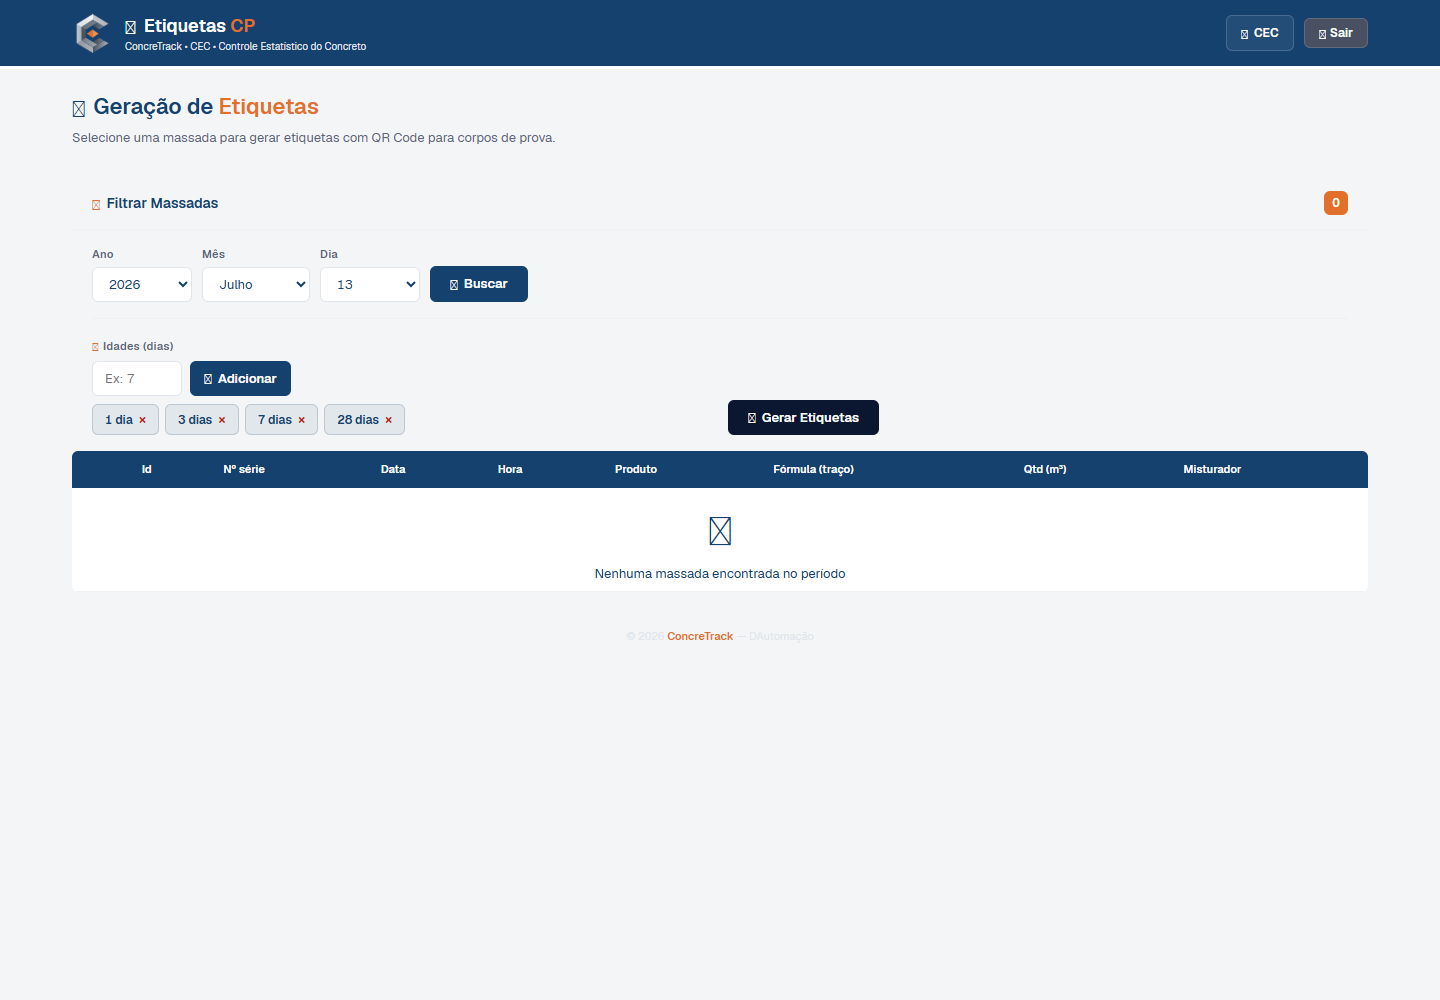 Etiquetas CP
ConcreTrack • CEC • Controle Estatístico do Concreto
CEC
Sair
Geração de Etiquetas
Selecione uma massada para gerar etiquetas com QR Code para corpos de prova.
Filtrar Massadas
0
Ano
Mês
Dia
2026
Julho
13
Buscar
Idades (dias)
Ex: 7
Adicionar
1 dia ×
3 dias ×
7 dias ×
28 dias ×
Gerar Etiquetas
Id
Nº série
Data
Hora
Produto
Fórmula (traço)
Qtd (m³)
Misturador
Nenhuma massada encontrada no período
© 2026 ConcreTrack — DAutomação